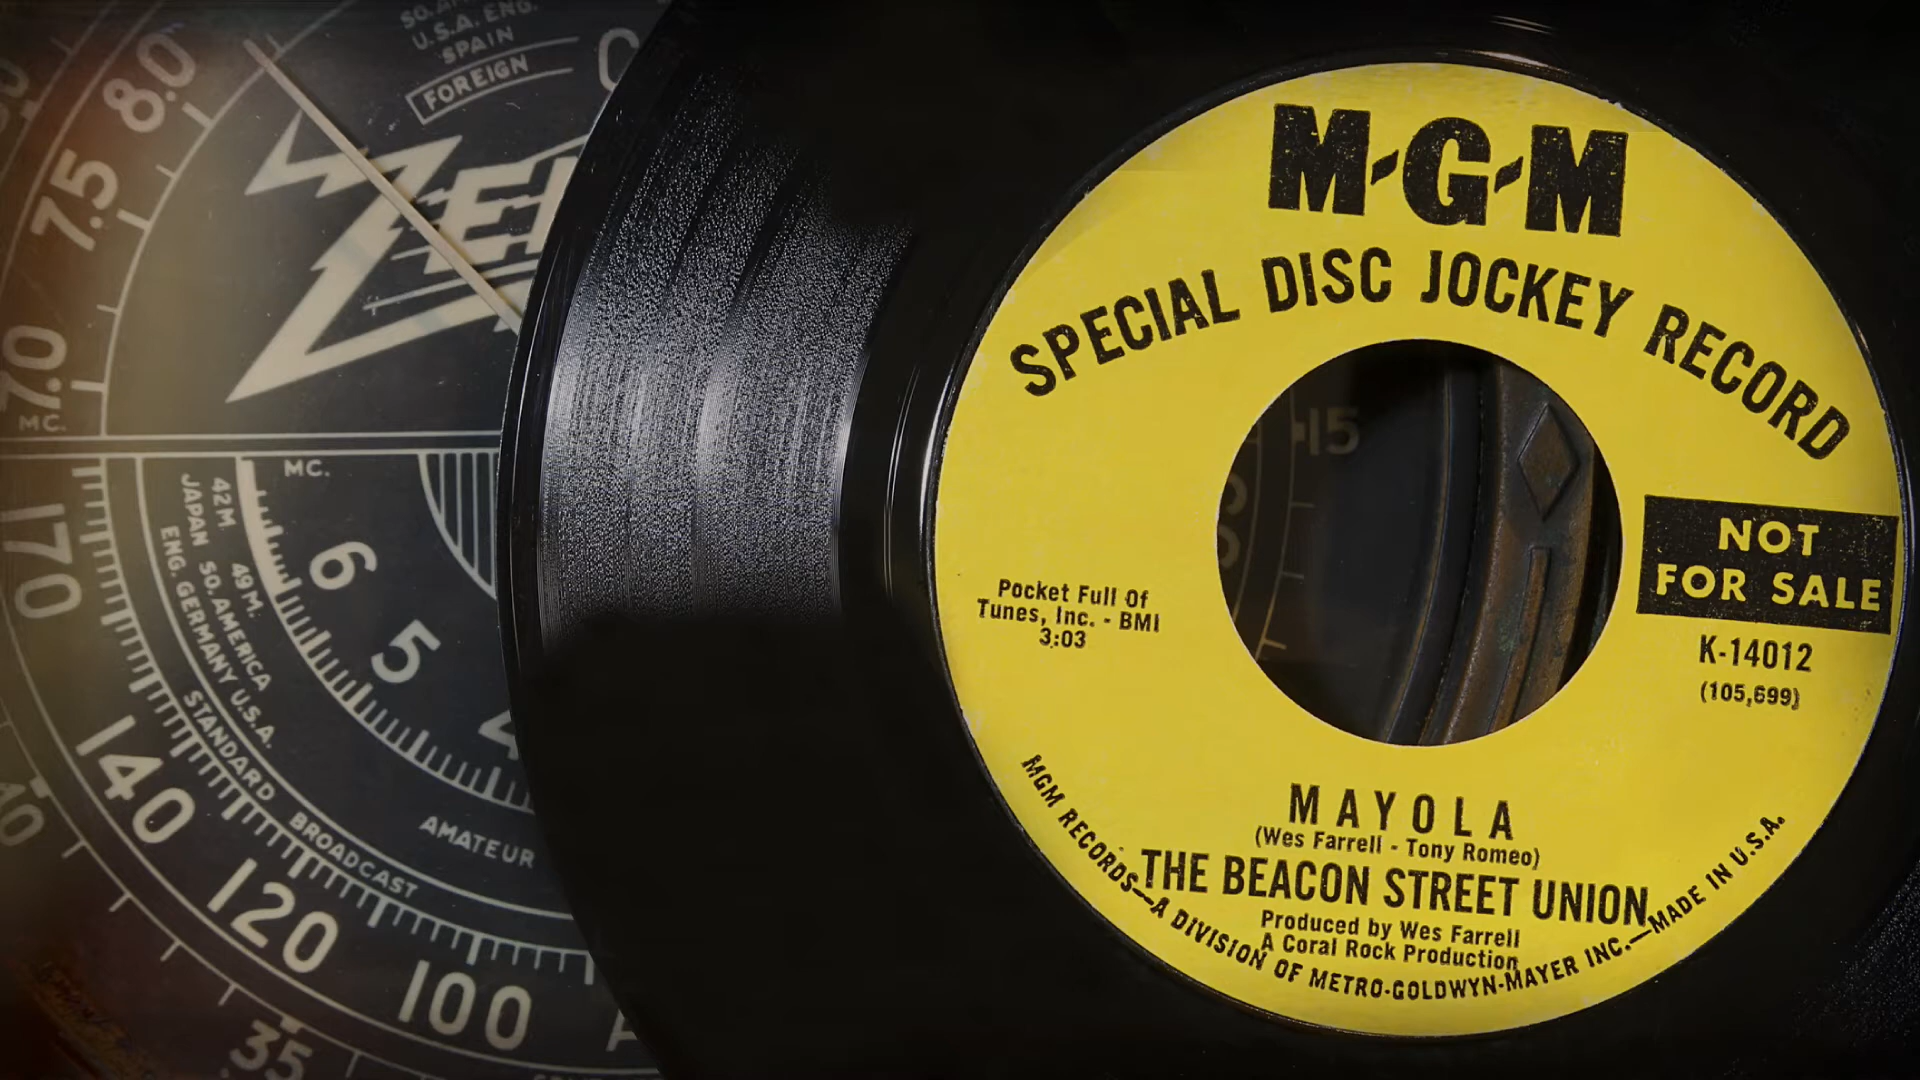 SO. AM
U.S.A. ENG.
SPAIN
FOREIGN
8.0
7.5
7.0
MC.
MC.
170
42M. 49M.
JAPAN SO. AMERICA
ENG. GERMANY U.S.A.
STANDARD BROADCAST
6
5
4
AMATEUR
140
120
100
40
35
15
M-G-M
SPECIAL DISC JOCKEY RECORD
NOT
FOR SALE
K-14012
(105,699)
Pocket Full Of
Tunes, Inc. - BMI
3:03
MAYOLA
(Wes Farrell - Tony Romeo)
THE BEACON STREET UNION
Produced by Wes Farrell
A Coral Rock Production
MGM RECORDS—A DIVISION OF METRO-GOLDWYN-MAYER INC.—MADE IN U.S.A.